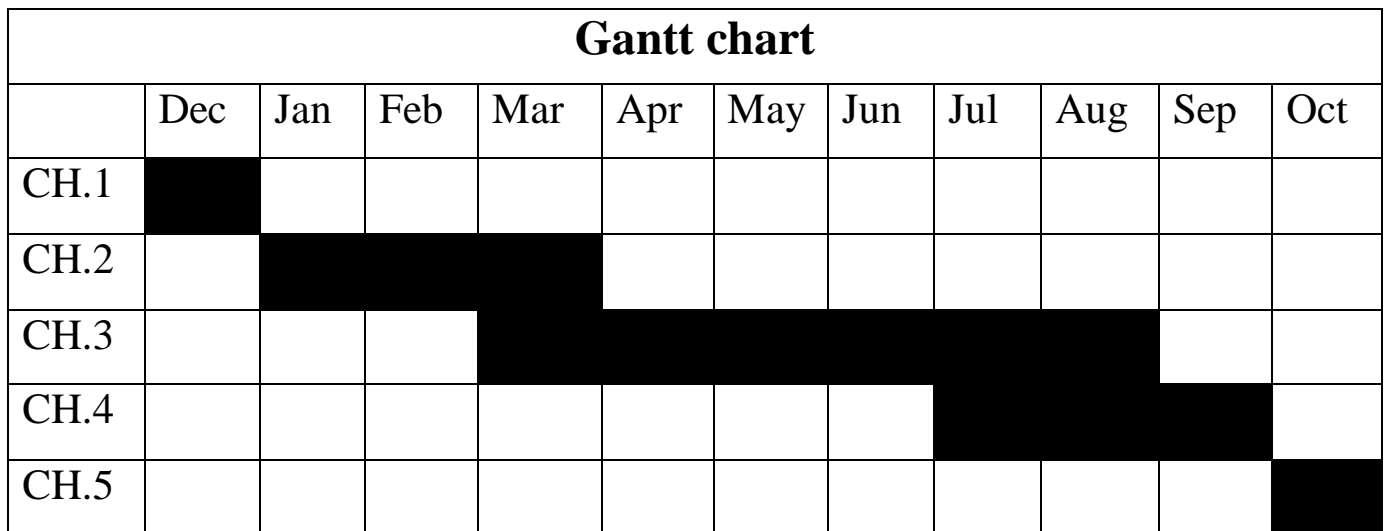 Gantt chart
Dec Jan Feb Mar Apr May Jun Jul Aug Sep Oct
CH.1
CH.2
CH.3
CH.4
CH.5